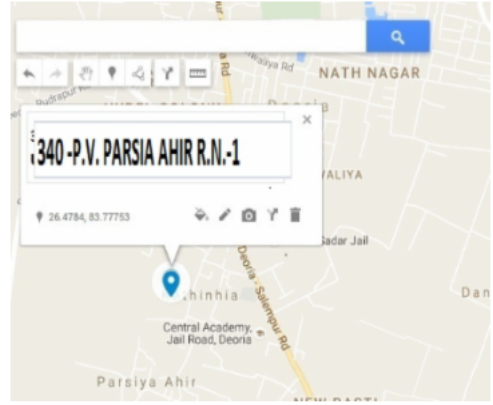 NATH NAGAR
340 -P.V. PARSIA AHIR R.N.-1
26.4784, 83.77753
Sadar Jail
Deoria - Salempur Rd
Central Academy,
Jail Road, Deoria
Parsiya Ahir